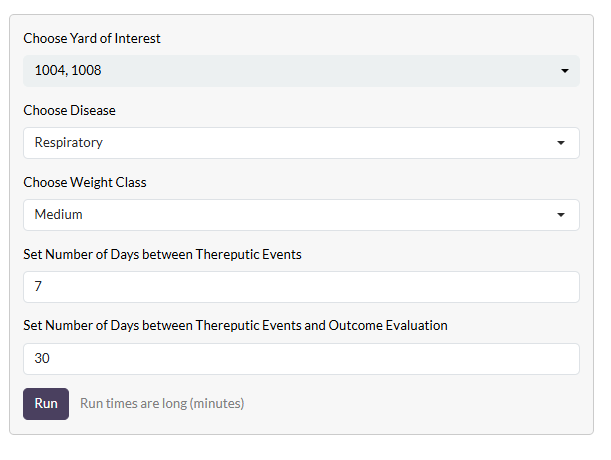 Choose Yard of Interest
1004, 1008
Choose Disease
Respiratory
Choose Weight Class
Medium
Set Number of Days between Thereputic Events
7
Set Number of Days between Thereputic Events and Outcome Evaluation
30
Run Run times are long (minutes)